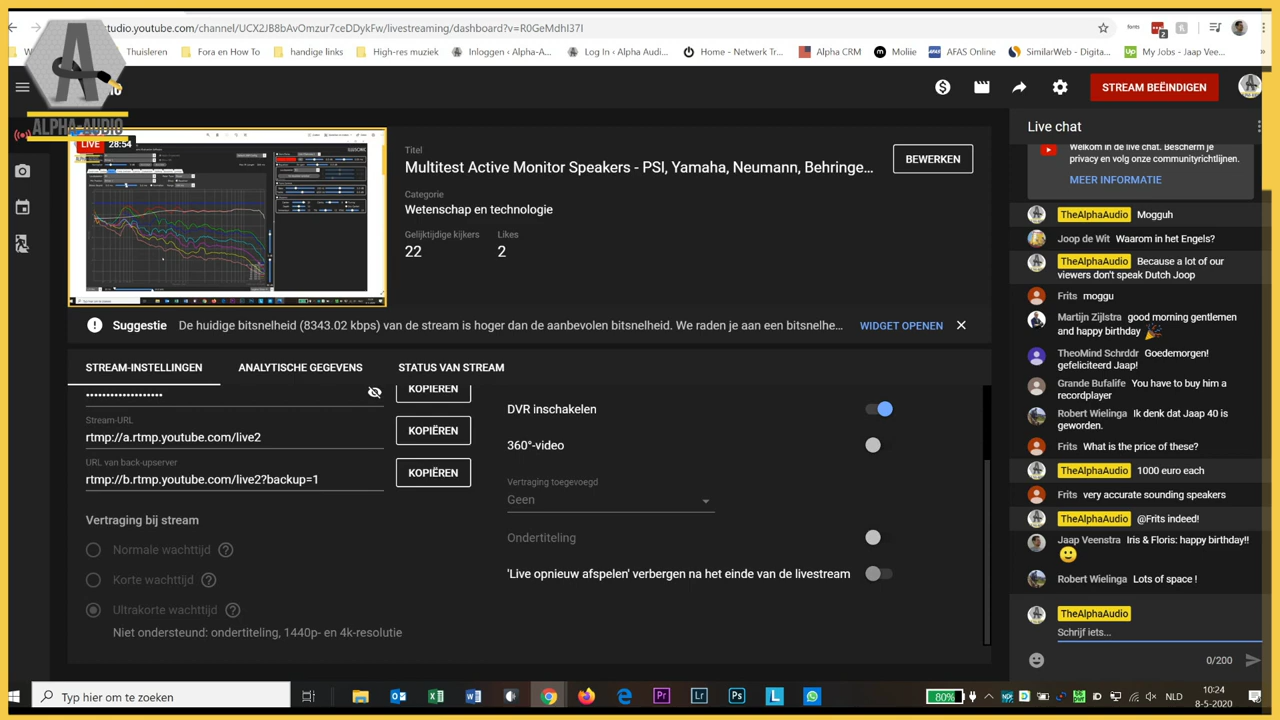 studio.youtube.com/channel/UCX2JB8bAvOmzur7ceDDykFw/livestreaming/dashboard?v=R0GeMdhI37I
Thuisleren
Fora en How To
handige links
High-res muziek
Inloggen ‹ Alpha-A...
Log In ‹ Alpha Audi...
Home - Netwerk Tr...
Alpha CRM
Moliie
AFAS Online
SimilarWeb - Digita...
My Jobs - Jaap Vee...
ALPHA-AUDIO
STREAM BEËINDIGEN
LIVE 28:54
Titel
Multitest Active Monitor Speakers - PSI, Yamaha, Neumann, Behringe...
BEWERKEN
Categorie
Wetenschap en technologie
Gelijktijdige kijkers
Likes
22
2
Suggestie De huidige bitsnelheid (8343.02 kbps) van de stream is hoger dan de aanbevolen bitsnelheid. We raden je aan een bitsnelhe...
WIDGET OPENEN
STREAM-INSTELLINGEN
ANALYTISCHE GEGEVENS
STATUS VAN STREAM
KOPIËREN
Stream-URL
rtmp://a.rtmp.youtube.com/live2
KOPIËREN
URL van back-upserver
rtmp://b.rtmp.youtube.com/live2?backup=1
KOPIËREN
Vertraging bij stream
Normale wachttijd
Korte wachttijd
Ultrakorte wachttijd
Niet ondersteund: ondertiteling, 1440p- en 4k-resolutie
DVR inschakelen
360°-video
Vertraging toegevoegd
Geen
Ondertiteling
'Live opnieuw afspelen' verbergen na het einde van de livestream
Live chat
Welkom in de live chat. Bescherm je
privacy en volg onze communityrichtlijnen.
MEER INFORMATIE
TheAlphaAudio Mogguh
Joop de Wit Waarom in het Engels?
TheAlphaAudio Because a lot of our
viewers don't speak Dutch Joop
Frits moggu
Martijn Zijlstra good morning gentlemen
and happy birthday
TheoMind Schrddr Goedemorgen!
gefeliciteerd Jaap!
Grande Bufalife You have to buy him a
recordplayer
Robert Wielinga Ik denk dat Jaap 40 is
geworden.
Frits What is the price of these?
TheAlphaAudio 1000 euro each
Frits very accurate sounding speakers
TheAlphaAudio @Frits indeed!
Jaap Veenstra Iris & Floris: happy birthday!!
Robert Wielinga Lots of space !
TheAlphaAudio
Schrijf iets...
0/200
Typ hier om te zoeken
80%
NLD
10:24
8-5-2020